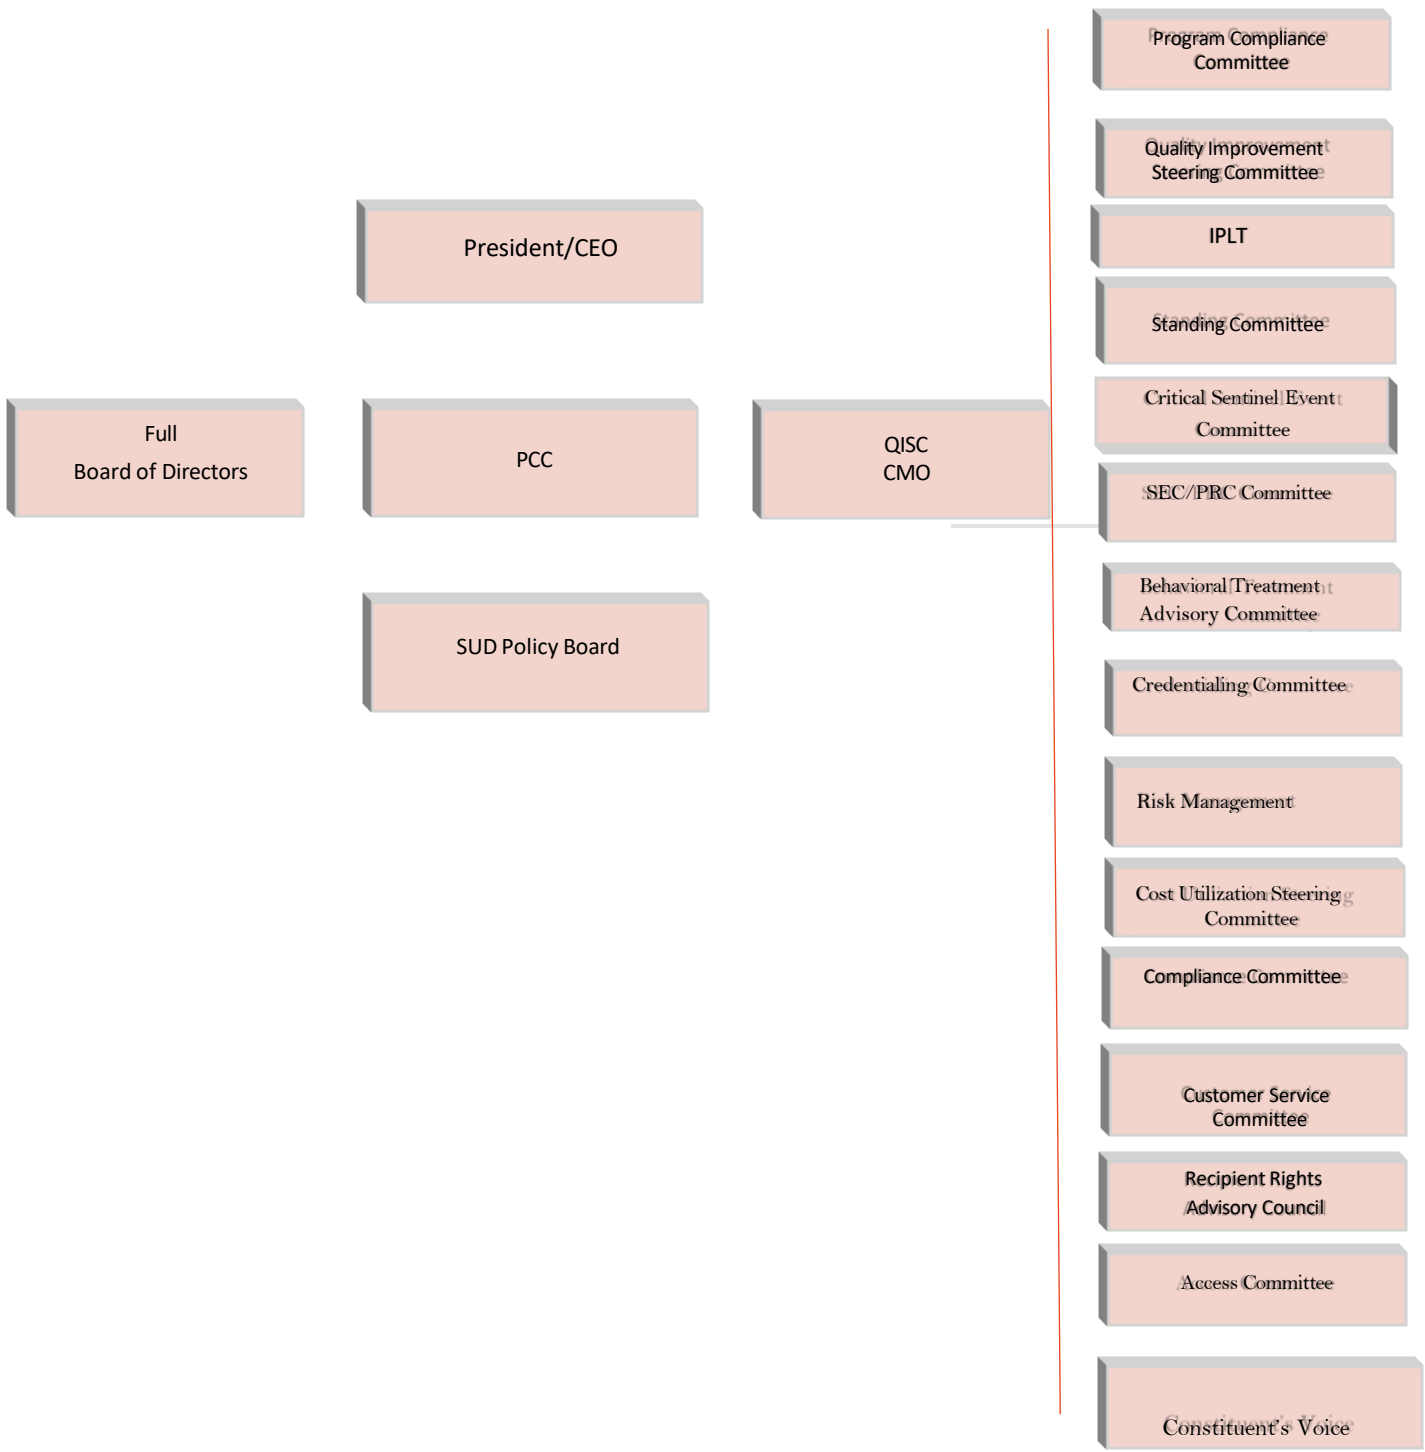 Program Compliance
Committee
Quality Improvement
Steering Committee
President/CEO
IPLT
Standing Committee
Critical Sentinel Event
Committee
Full
Board of Directors
PCC
QISC
CMO
SEC/PRC Committee
Behavioral Treatment
Advisory Committee
SUD Policy Board
Credentialing Committee
Risk Management
Cost Utilization Steering
Committee
Compliance Committee
Customer Service
Committee
Recipient Rights
Advisory Council
Access Committee
Constituent's Voice